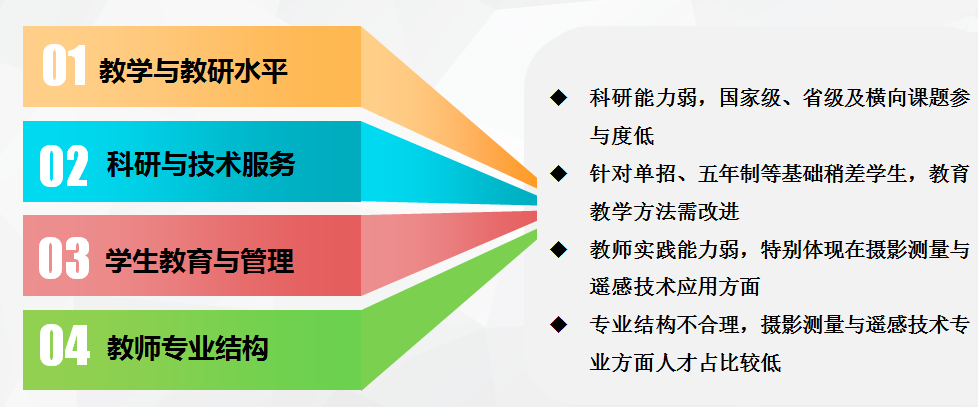 01 教学与教研水平
02 科研与技术服务
03 学生教育与管理
04 教师专业结构
◆ 科研能力弱，国家级、省级及横向课题参
与度低
◆ 针对单招、五年制等基础稍差学生，教育
教学方法需改进
◆ 教师实践能力弱，特别体现在摄影测量与
遥感技术应用方面
◆ 专业结构不合理，摄影测量与遥感技术专
业方面人才占比较低